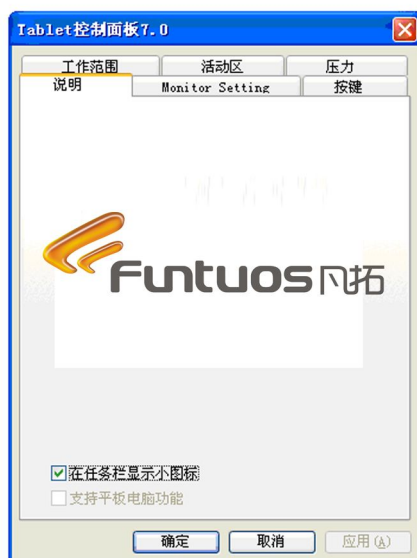 Tablet控制面板7.0
工作范围 活动区 压力
说明 Monitor Setting 按键
Funtuos凡拓
在任务栏显示小图标
支持平板电脑功能
确定 取消 应用(A)